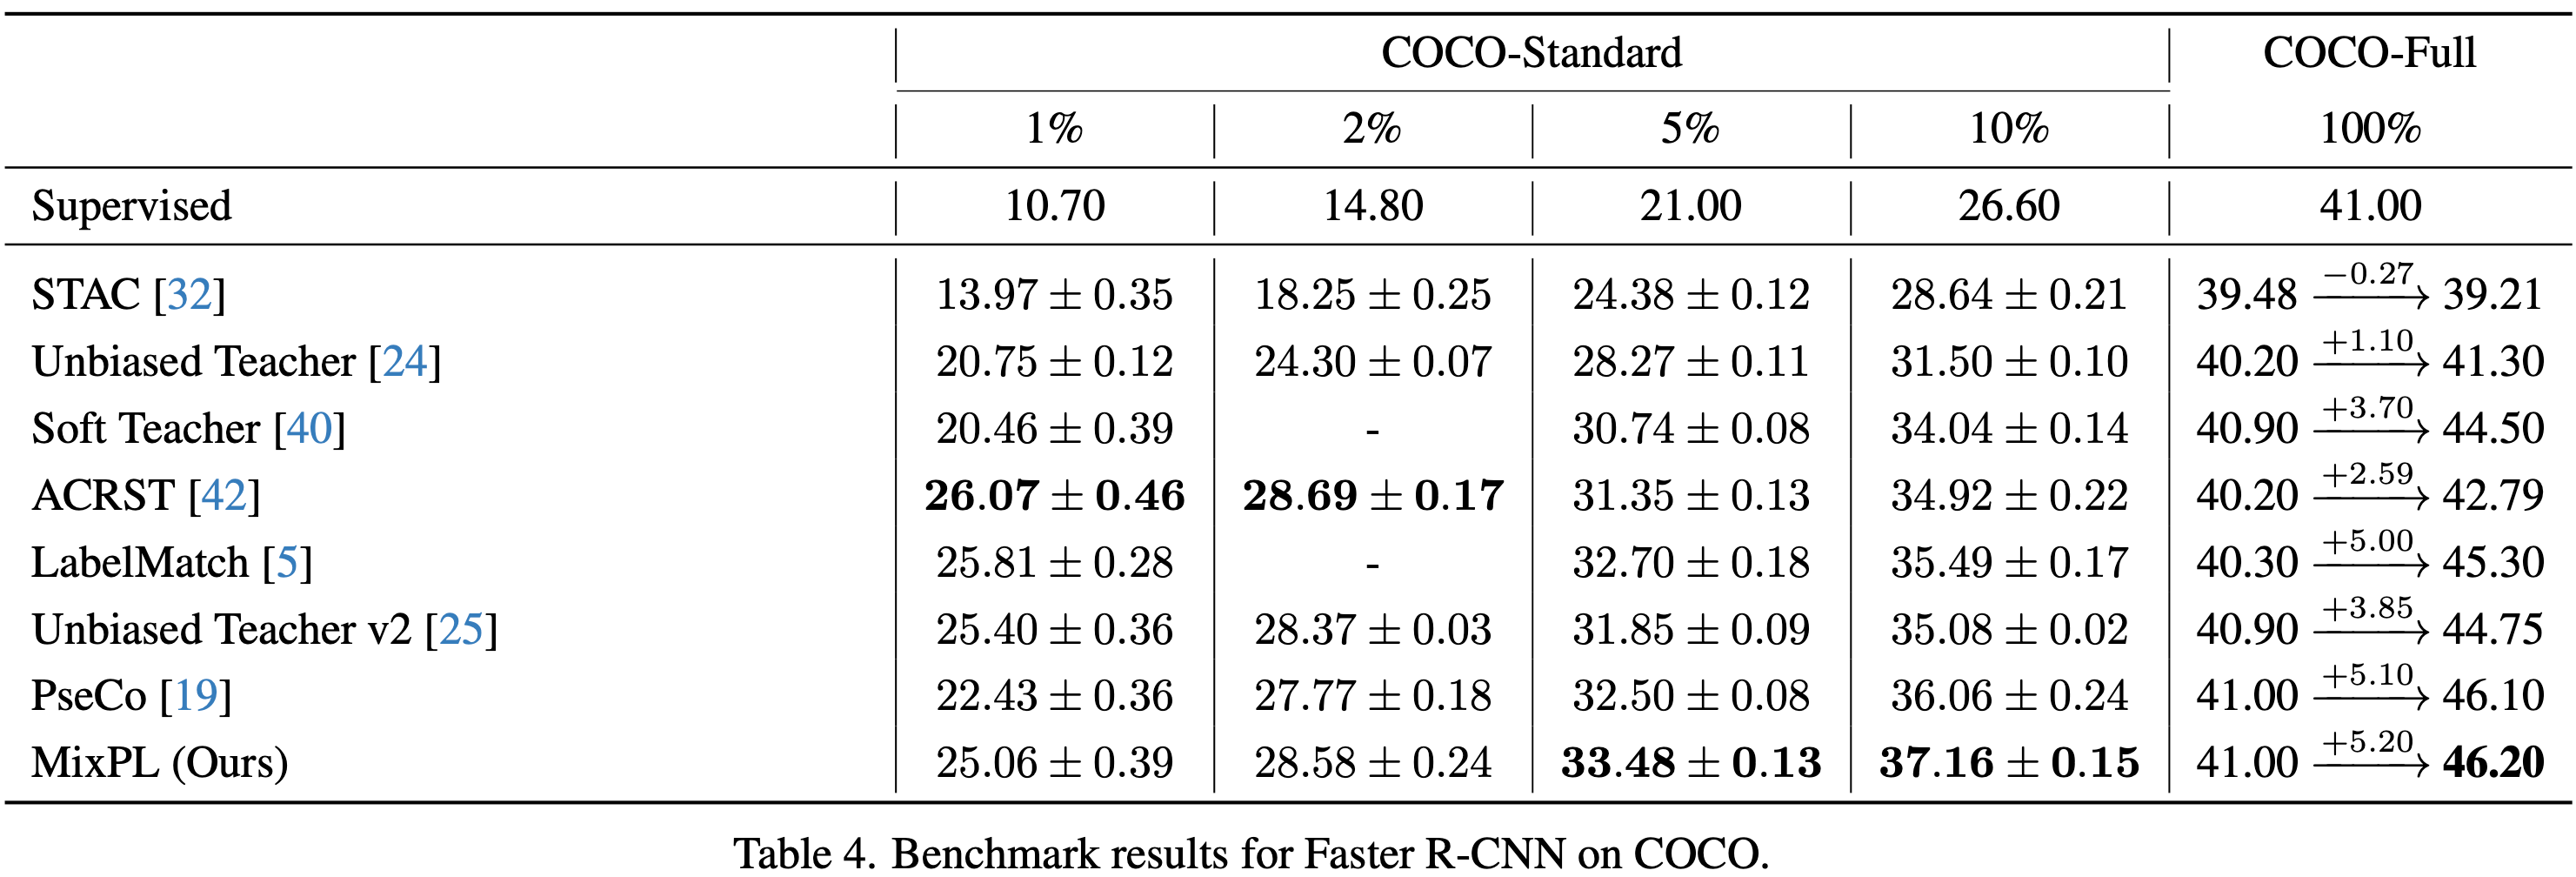 COCO-Standard COCO-Full
1% 2% 5% 10% 100%
Supervised 10.70 14.80 21.00 26.60 41.00
STAC [32] 13.97 ± 0.35 18.25 ± 0.25 24.38 ± 0.12 28.64 ± 0.21 39.48 −0.27⟶ 39.21
Unbiased Teacher [24] 20.75 ± 0.12 24.30 ± 0.07 28.27 ± 0.11 31.50 ± 0.10 40.20 +1.10⟶ 41.30
Soft Teacher [40] 20.46 ± 0.39 - 30.74 ± 0.08 34.04 ± 0.14 40.90 +3.70⟶ 44.50
ACRST [42] 26.07 ± 0.46 28.69 ± 0.17 31.35 ± 0.13 34.92 ± 0.22 40.20 +2.59⟶ 42.79
LabelMatch [5] 25.81 ± 0.28 - 32.70 ± 0.18 35.49 ± 0.17 40.30 +5.00⟶ 45.30
Unbiased Teacher v2 [25] 25.40 ± 0.36 28.37 ± 0.03 31.85 ± 0.09 35.08 ± 0.02 40.90 +3.85⟶ 44.75
PseCo [19] 22.43 ± 0.36 27.77 ± 0.18 32.50 ± 0.08 36.06 ± 0.24 41.00 +5.10⟶ 46.10
MixPL (Ours) 25.06 ± 0.39 28.58 ± 0.24 33.48 ± 0.13 37.16 ± 0.15 41.00 +5.20⟶ 46.20
Table 4. Benchmark results for Faster R-CNN on COCO.